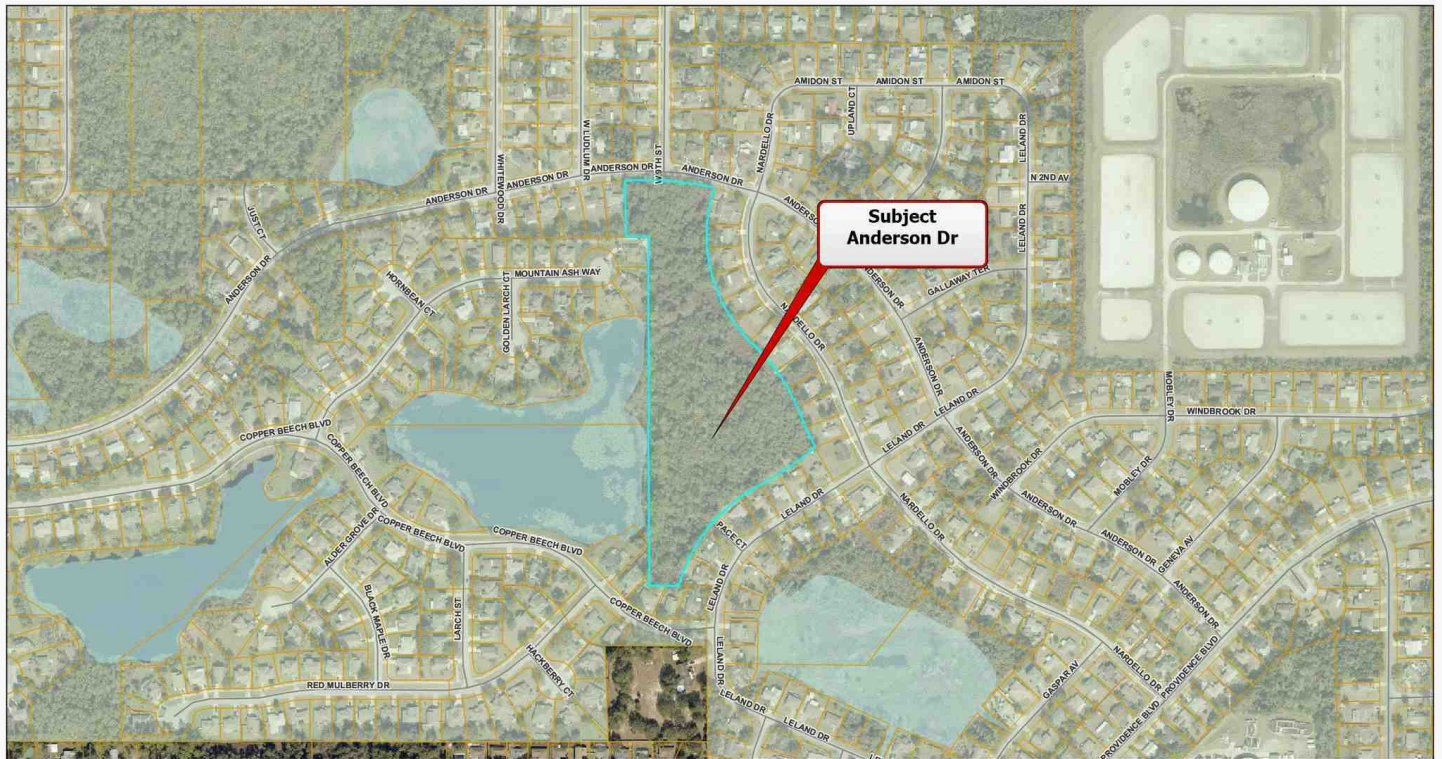 AMIDON ST
AMIDON ST
AMIDON ST
UPLAND CT
NARDELLO DR
LELAND DR
W LUDLUM DR
WHITEWOOD DR
W 9TH ST
ANDERSON DR
ANDERSON DR
ANDERSON DR
ANDERSON DR
N 2ND AV
LELAND DR
JUST CT
Subject
Anderson Dr
ANDERSON DR
ANDERSON DR
MOUNTAIN ASH WAY
HORNBEAN CT
GOLDEN LARCH CT
GALLAWAY TER
NARDELLO DR
ANDERSON DR
MOBLEY DR
LELAND DR
WINDBROOK DR
COPPER BEECH BLVD
COPPER BEECH BLVD
LELAND DR
ANDERSON DR
WINDBROOK DR
MOBLEY DR
LELAND DR
NARDELLO DR
ANDERSON DR
ALDER GROVE DR
COPPER BEECH BLVD
COPPER BEECH BLVD
PACE CT
ANDERSON DR
GENEVA AV
ANDERSON DR
BLACK MAPLE DR
LARCH ST
LELAND DR
COPPER BEECH BLVD
HACKBERRY CT
RED MULBERRY DR
LELAND DR
NARDELLO DR
GASPAR AV
PROVIDENCE BLVD
LELAND DR
LELAND DR
PROVIDENCE BLVD